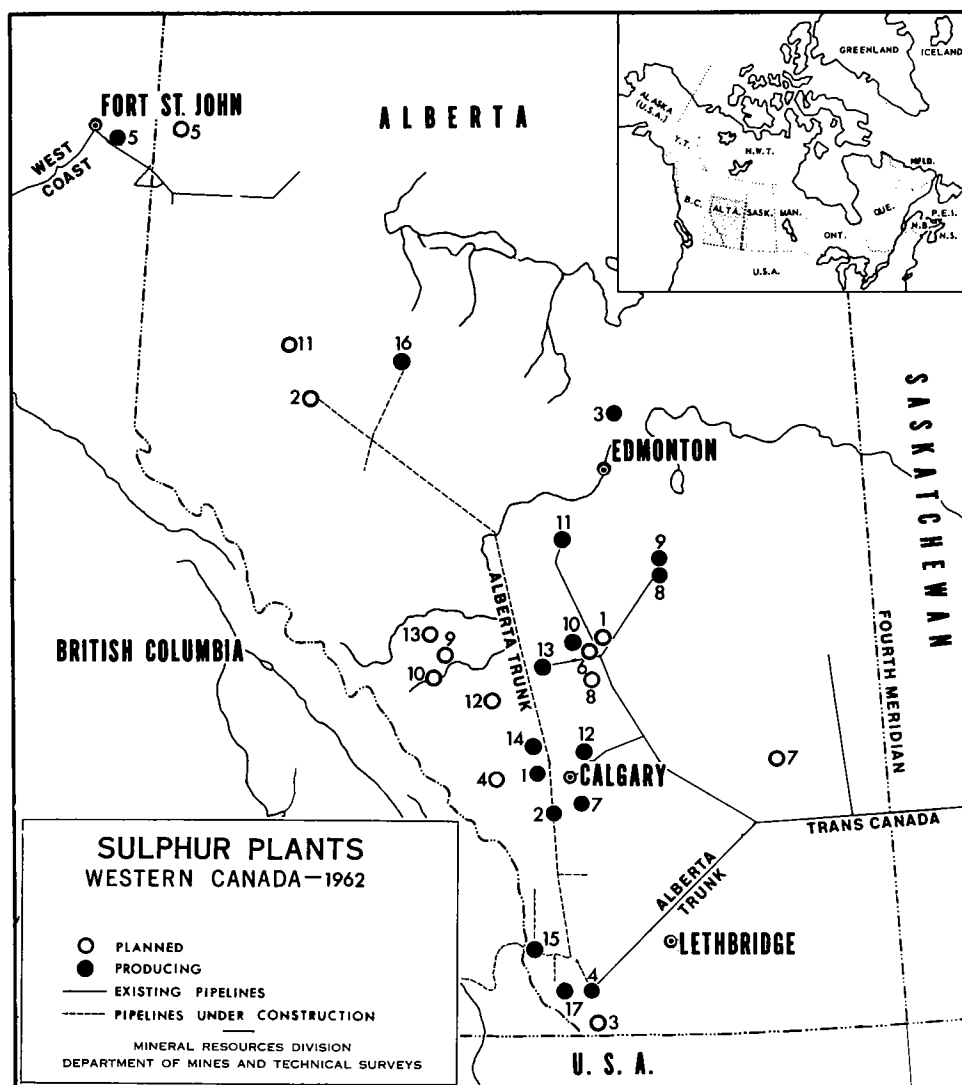 GREENLAND
ICELAND
ALASKA
(U.S.A.)
Y.T.
N.W.T.
NFLD.
B.C.
ALTA.
SASK.
MAN.
ONT.
QUE.
P.E.I.
N.B.
N.S.
U.S.A.
FORT ST. JOHN
ALBERTA
5
5
WEST
COAST
11
16
2
3
EDMONTON
SASKATCHEWAN
11
9
8
ALBERTA TRUNK
BRITISH COLUMBIA
13
9
10
10
1
13
6
8
12
FOURTH MERIDIAN
14
12
4
1
CALGARY
7
2
7
TRANS CANADA
ALBERTA
TRUNK
15
LETHBRIDGE
4
17
3
U. S. A.
SULPHUR PLANTS
WESTERN CANADA—1962
PLANNED
PRODUCING
EXISTING PIPELINES
PIPELINES UNDER CONSTRUCTION
MINERAL RESOURCES DIVISION
DEPARTMENT OF MINES AND TECHNICAL SURVEYS